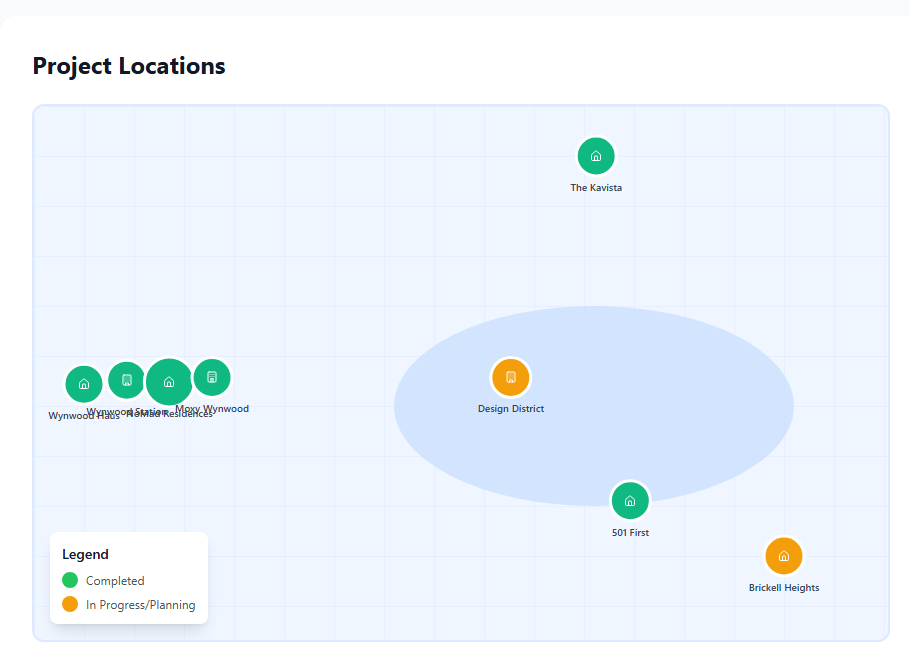 Project Locations
The Kavista
Design District
Wynwood Haus
Wynwood Station
NoMad Residences
Moxy Wynwood
501 First
Brickell Heights
Legend
Completed
In Progress/Planning